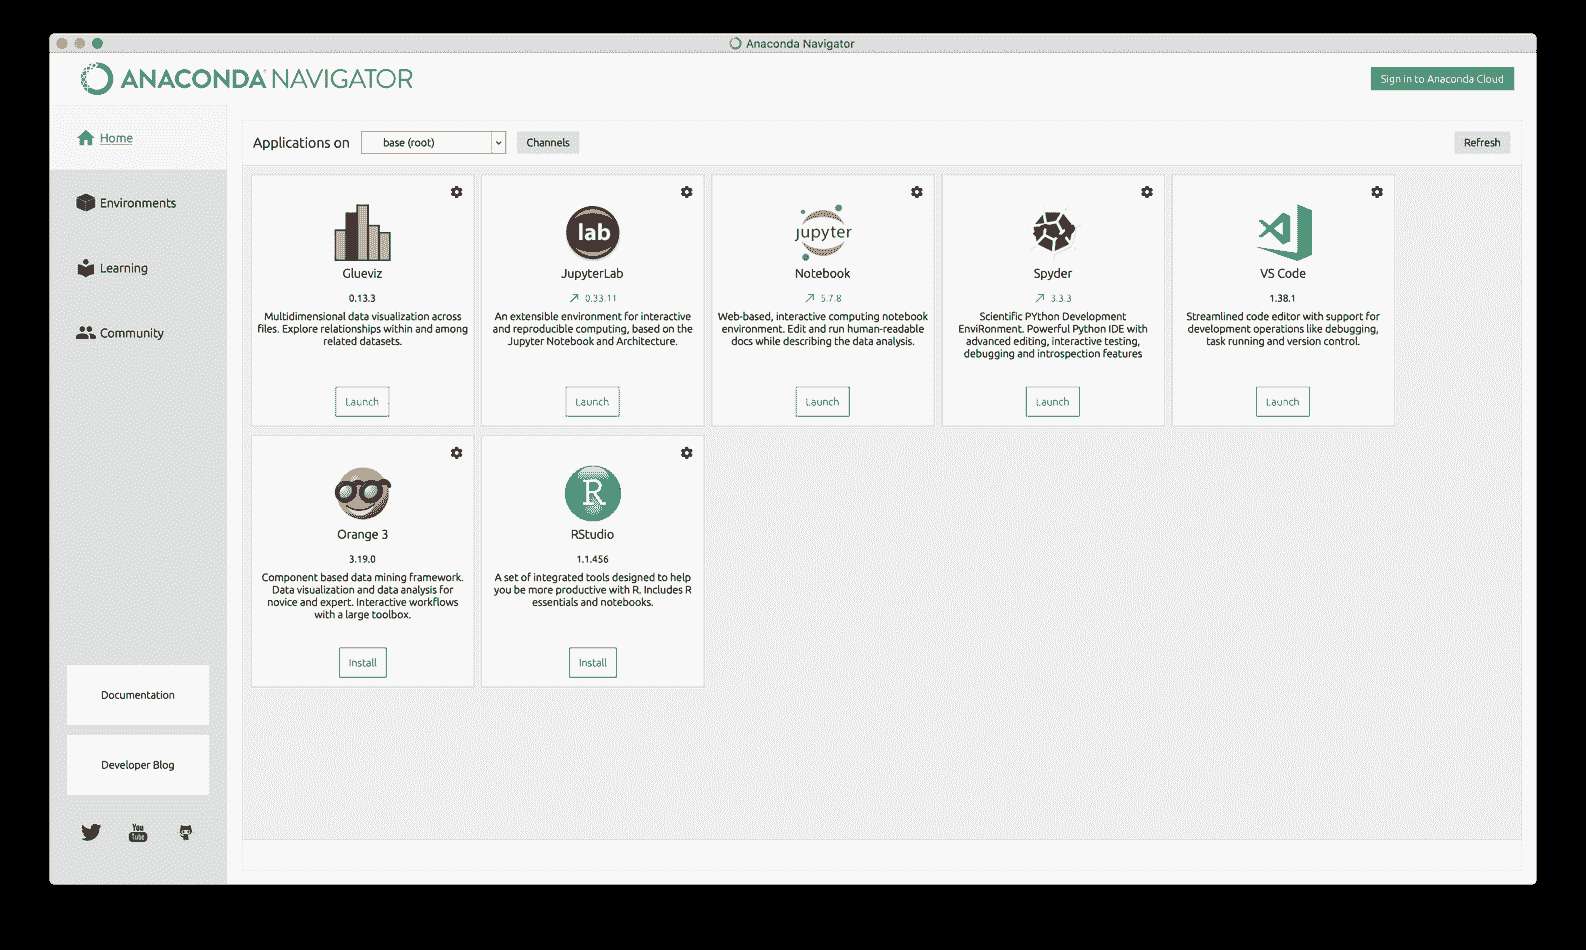 Anaconda Navigator
ANACONDA NAVIGATOR
Sign in to Anaconda Cloud
Home
Applications on
base (root)
Channels
Refresh
Environments
Learning
Community
Glueviz
0.13.3
Multidimensional data visualization across
files. Explore relationships within and among
related datasets.
Launch
lab
JupyterLab
0.33.11
An extensible environment for interactive
and reproducible computing, based on the
Jupyter Notebook and Architecture.
Launch
jupyter
Notebook
5.7.8
Web-based, interactive computing notebook
environment. Edit and run human-readable
docs while describing the data analysis.
Launch
Spyder
3.3.3
Scientific PYthon Development
EnviRonment. Powerful Python IDE with
advanced editing, interactive testing,
debugging and introspection features
Launch
VS Code
1.38.1
Streamlined code editor with support for
development operations like debugging,
task running and version control.
Launch
Orange 3
3.19.0
Component based data mining framework.
Data visualization and data analysis for
novice and expert. Interactive workflows
with a large toolbox.
Install
R
RStudio
1.1.456
A set of integrated tools designed to help
you be more productive with R. Includes R
essentials and notebooks.
Install
Documentation
Developer Blog
You
Tube